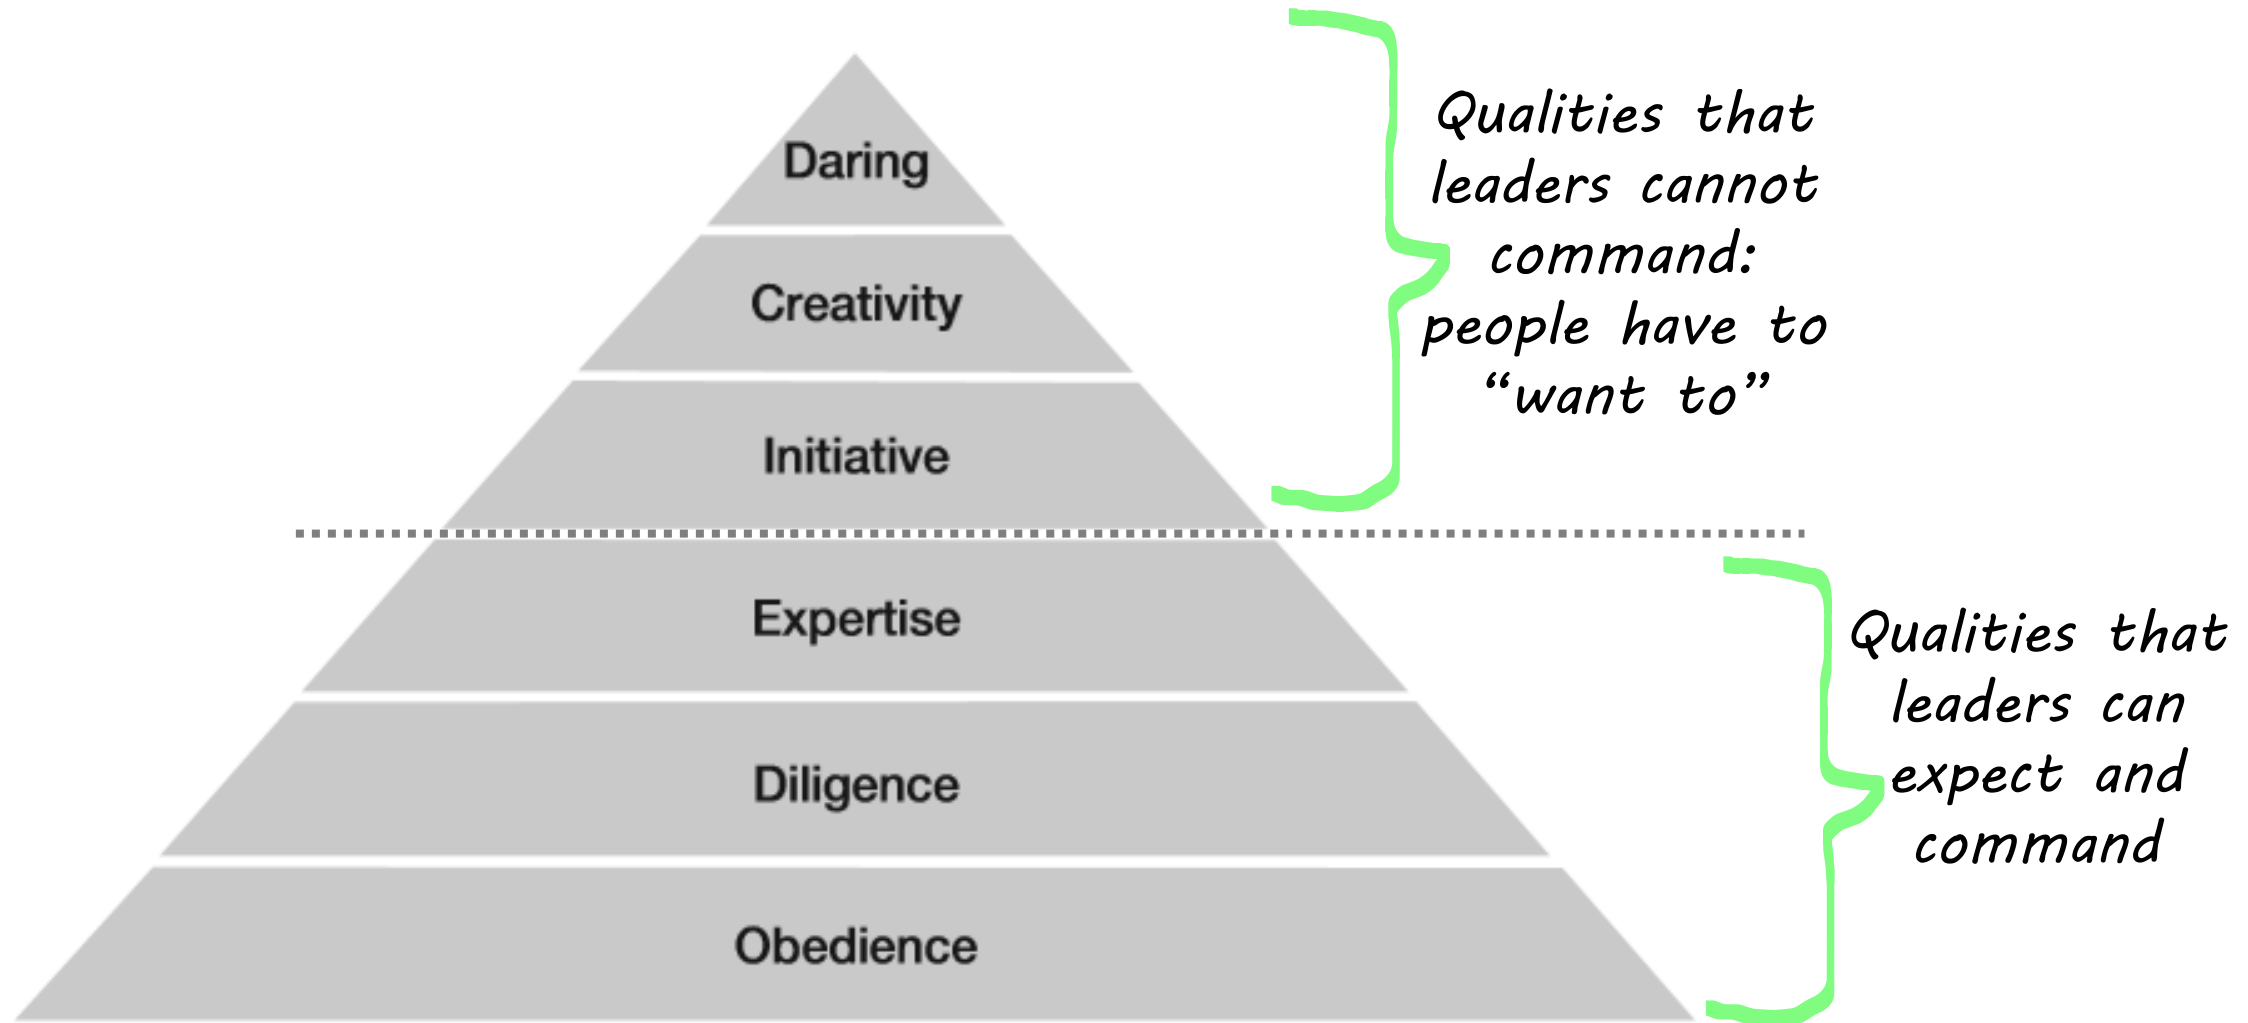 Daring
Creativity
Initiative
Qualities that
leaders cannot
command:
people have to
“want to”
Expertise
Diligence
Obedience
Qualities that
leaders can
expect and
command